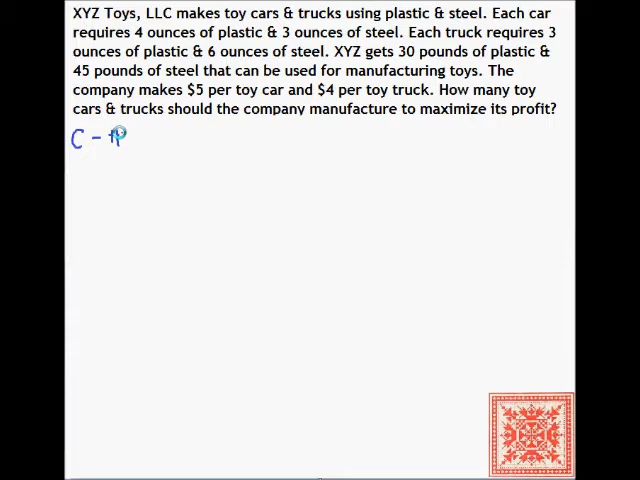 XYZ Toys, LLC makes toy cars & trucks using plastic & steel. Each car
requires 4 ounces of plastic & 3 ounces of steel. Each truck requires 3
ounces of plastic & 6 ounces of steel. XYZ gets 30 pounds of plastic &
45 pounds of steel that can be used for manufacturing toys. The
company makes $5 per toy car and $4 per toy truck. How many toy
cars & trucks should the company manufacture to maximize its profit?
C -